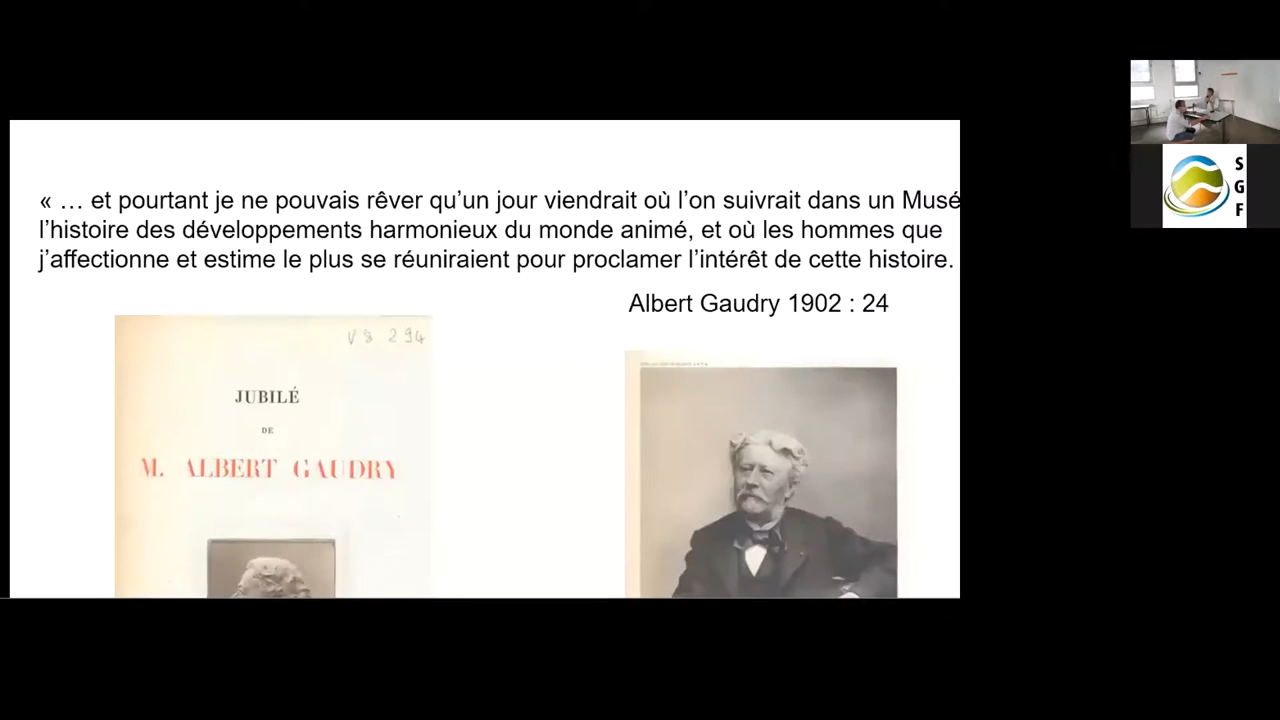 « … et pourtant je ne pouvais rêver qu’un jour viendrait où l’on suivrait dans un Musé
l’histoire des développements harmonieux du monde animé, et où les hommes que
j’affectionne et estime le plus se réuniraient pour proclamer l’intérêt de cette histoire.
Albert Gaudry 1902 : 24
V 8 294
JUBILÉ
DE
M. ALBERT GAUDRY
S
G
F